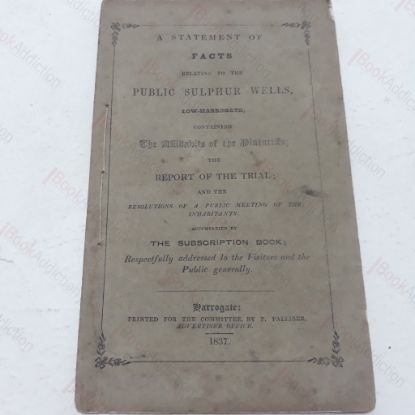 A STATEMENT OF
FACTS
RELATING TO THE
PUBLIC SULPHUR WELLS,
LOW-HARROGATE,
CONTAINING
The Affidavits of the Plaintiffs;
THE
REPORT OF THE TRIAL;
AND THE
RESOLUTIONS OF A PUBLIC MEETING OF THE
INHABITANTS:
ACCOMPANIED BY
THE SUBSCRIPTION BOOK;
Respectfully addressed to the Visitors and the
Public generally.
Harrogate:
PRINTED FOR THE COMMITTEE, BY P. PALLISER,
ADVERTISER OFFICE.
1837.
BookAddiction